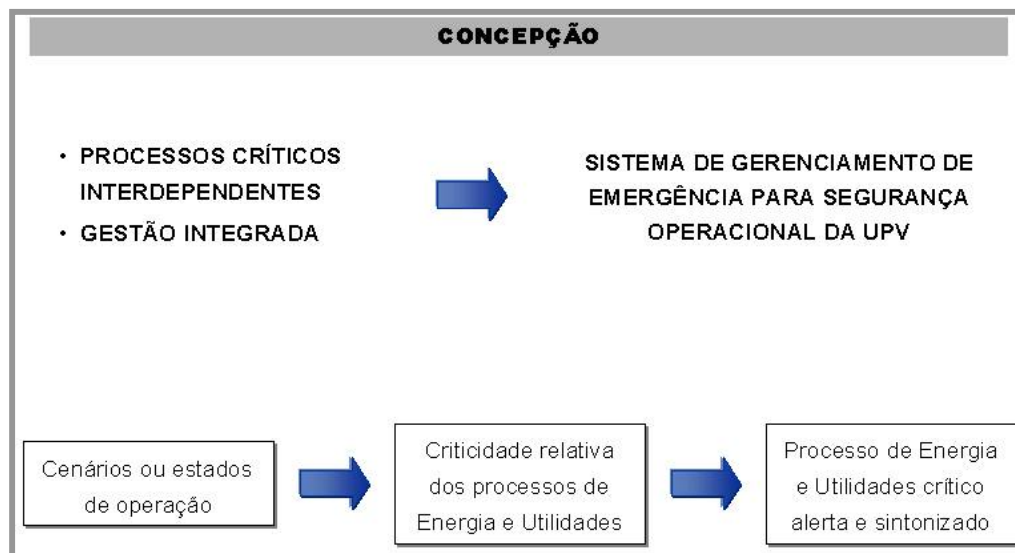 CONCEPÇÃO
• PROCESSOS CRÍTICOS
INTERDEPENDENTES
• GESTÃO INTEGRADA
SISTEMA DE GERENCIAMENTO DE
EMERGÊNCIA PARA SEGURANÇA
OPERACIONAL DA UPV
Cenários ou estados
de operação
Criticidade relativa
dos processos de
Energia e Utilidades
Processo de Energia
e Utilidades crítico
alerta e sintonizado